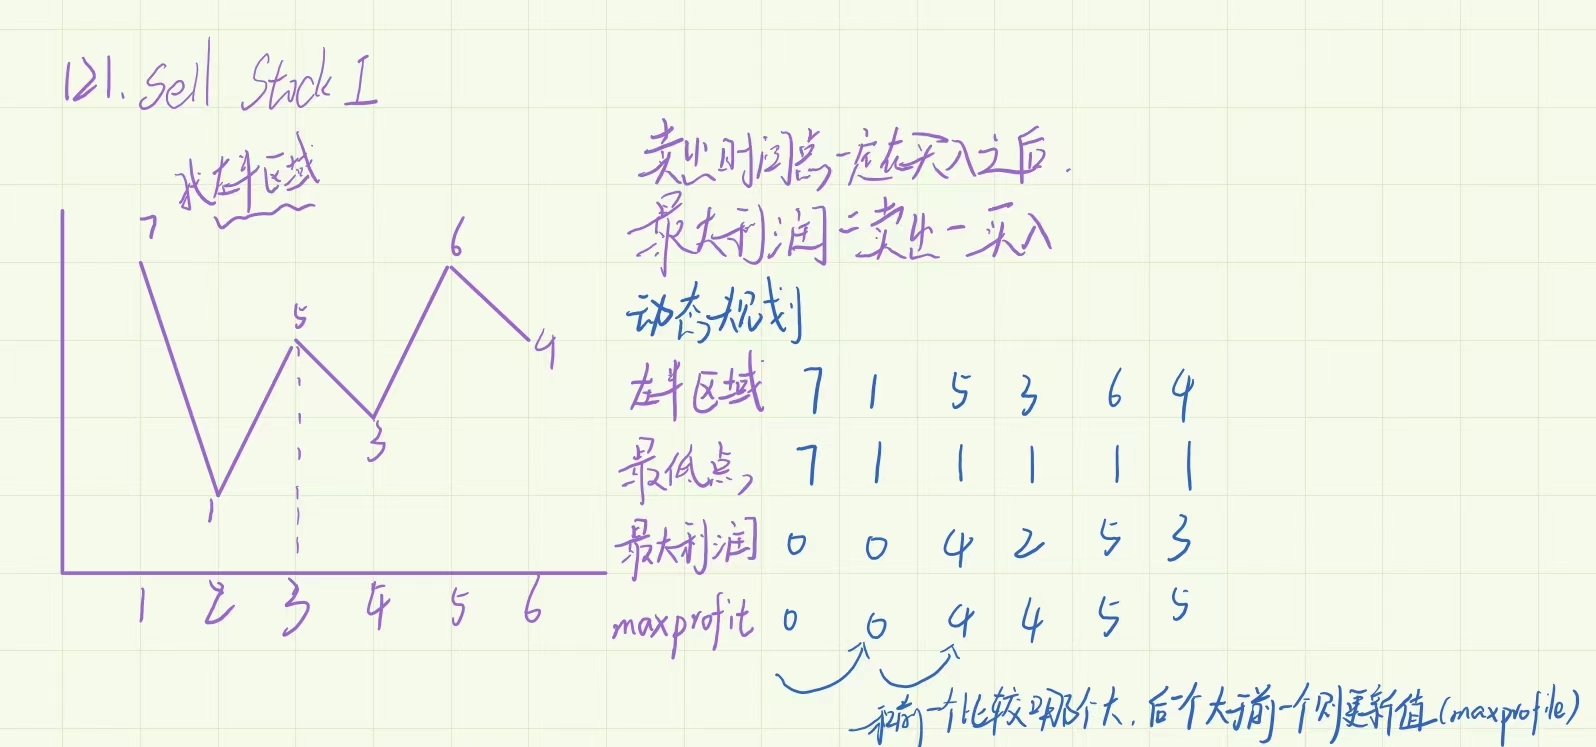 121. Sell Stock I
找左半区域
卖出时间点一定在买入之后.
最大利润=卖出-买入
动态规划
左半区域 7 1 5 3 6 4
最低点 7 1 1 1 1 1
最大利润 0 0 4 2 5 3
maxprofit 0 0 4 4 5 5
和前一个比较取那个大,后一个大于前一个则更新值(maxprofile)
7
6
5
4
3
1
1 2 3 4 5 6